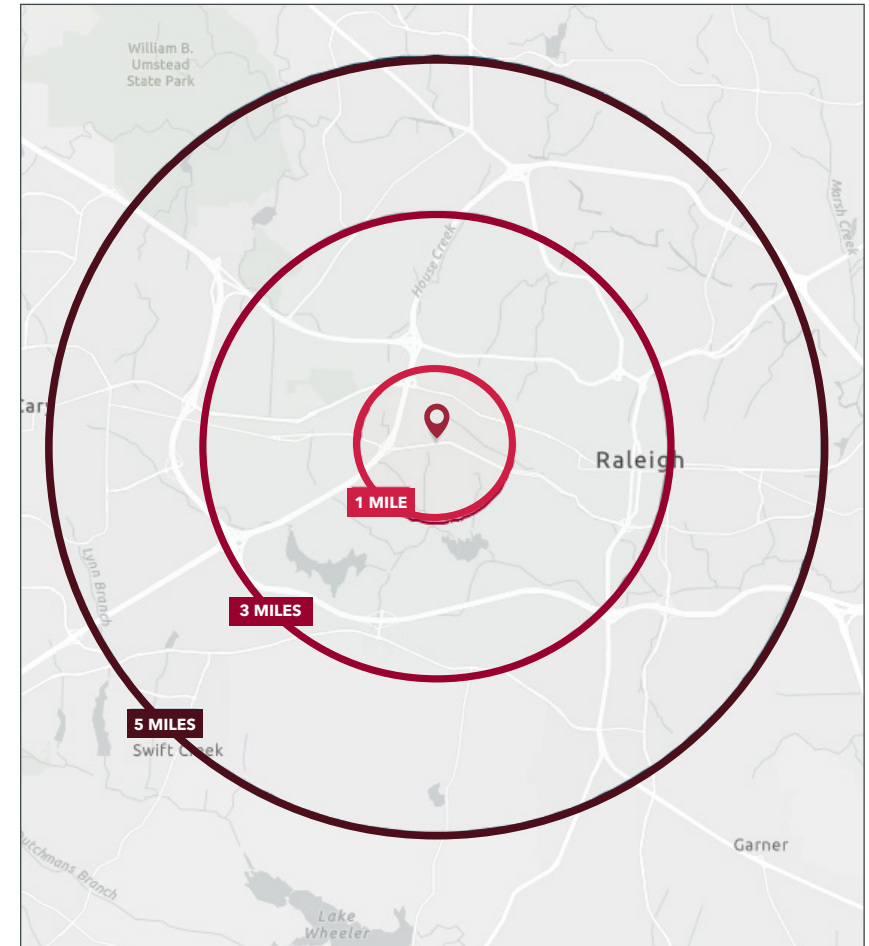 William B.
Umstead
State Park
Marsh Creek
House Creek
Raleigh
1 MILE
Lynn Branch
3 MILES
5 MILES
Swift Creek
Garner
Dutchmans Branch
Lake
Wheeler